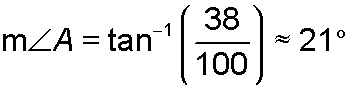 m∠A = tan⁻¹ (38/100) ≈ 21°